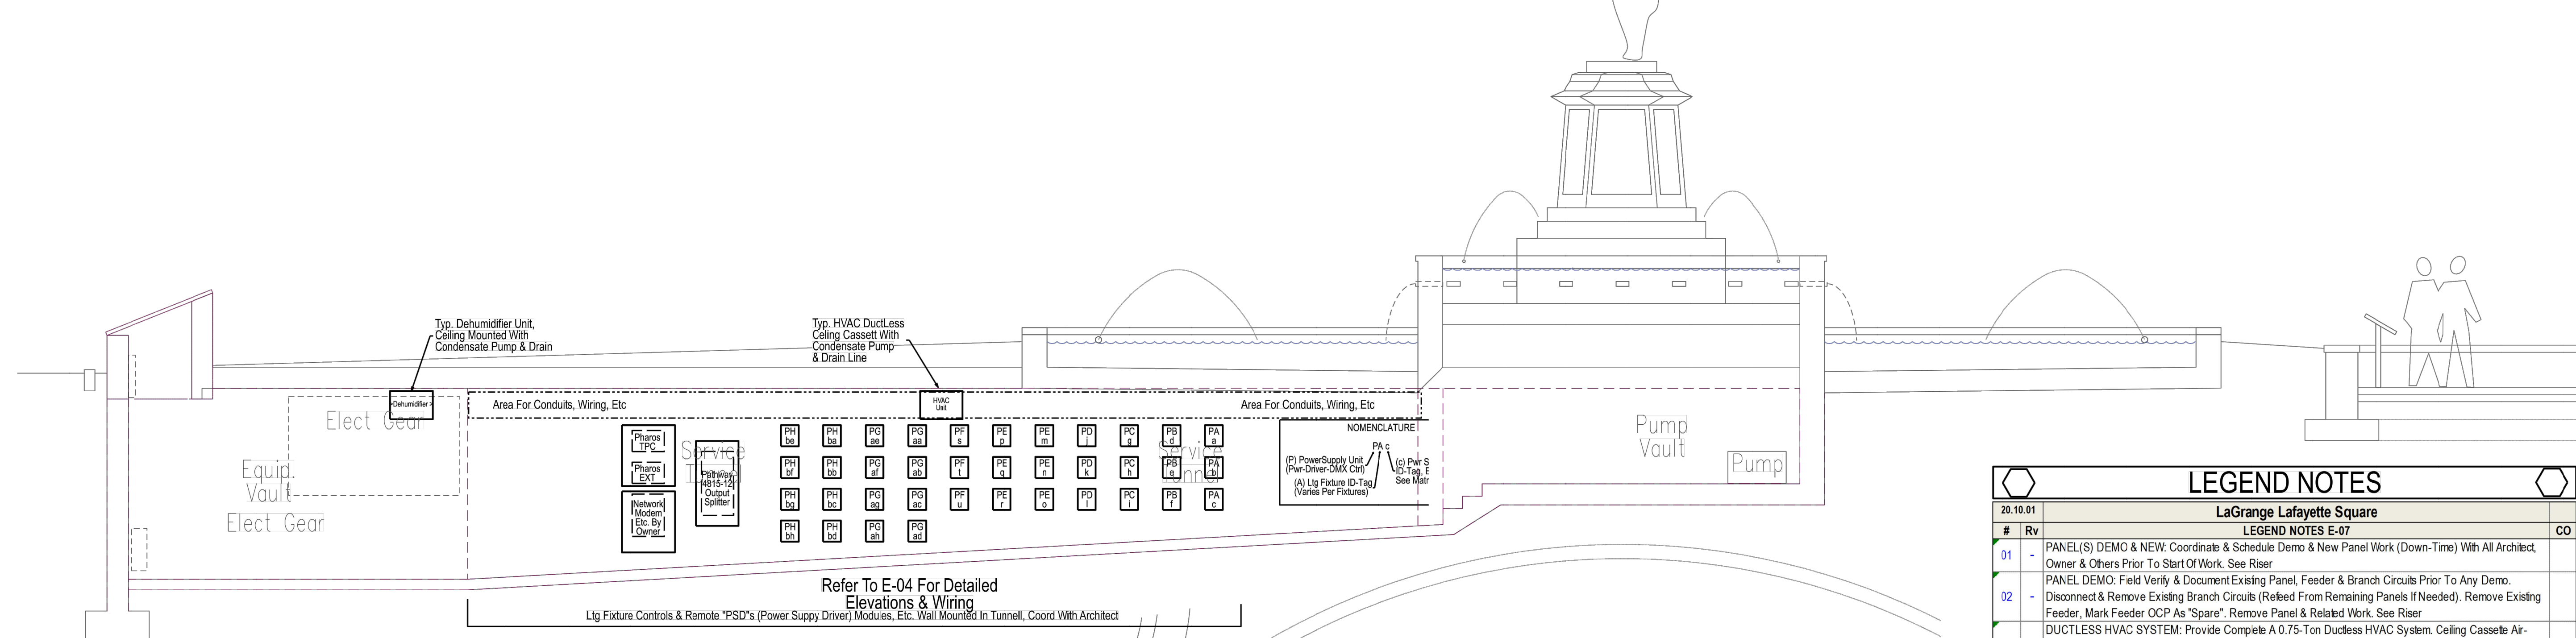 Typ. Dehumidifier Unit,
Ceiling Mounted With
Condensate Pump & Drain
Typ. HVAC DuctLess
Celing Cassett With
Condensate Pump
& Drain Line
Dehumidifier
Area For Conduits, Wiring, Etc
HVAC
Unit
Area For Conduits, Wiring, Etc
Elect Gear
Equip.
Vault
Elect Gear
Pharos
TPC
Pharos
EXT
Network
Modem
Etc. By
Owner
Service
Tunnel
Pathway
4815-12
Output
Splitter
PH be
PH ba
PG ae
PG aa
PF s
PE p
PE m
PD j
PC g
PB d
PA a
PH bf
PH bb
PG af
PG ab
PF t
PE q
PE n
PD k
PC h
PB e
PA b
PH bg
PH bc
PG ag
PG ac
PF u
PE r
PE o
PD l
PC i
PB f
PA c
PH bh
PH bd
PG ah
PG ad
Service
Tunnel
NOMENCLATURE
PA c
(P) PowerSupply Unit
(Pwr-Driver-DMX Ctrl)
(A) Ltg Fixture ID-Tag
(Varies Per Fixtures)
(c) Pwr S
ID-Tag, E
See Matr
Pump
Vault
Pump
Refer To E-04 For Detailed
Elevations & Wiring
Ltg Fixture Controls & Remote "PSD"s (Power Suppy Driver) Modules, Etc. Wall Mounted In Tunnell, Coord With Architect
LEGEND NOTES
20.10.01 LaGrange Lafayette Square
# Rv LEGEND NOTES E-07 CO
01 - PANEL(S) DEMO & NEW: Coordinate & Schedule Demo & New Panel Work (Down-Time) With All Architect,
Owner & Others Prior To Start Of Work. See Riser
PANEL DEMO: Field Verify & Document Existing Panel, Feeder & Branch Circuits Prior To Any Demo.
02 - Disconnect & Remove Existing Branch Circuits (Refeed From Remaining Panels If Needed). Remove Existing
Feeder, Mark Feeder OCP As "Spare". Remove Panel & Related Work. See Riser
DUCTLESS HVAC SYSTEM: Provide Complete A 0.75-Ton Ductless HVAC System. Ceiling Cassette Air-